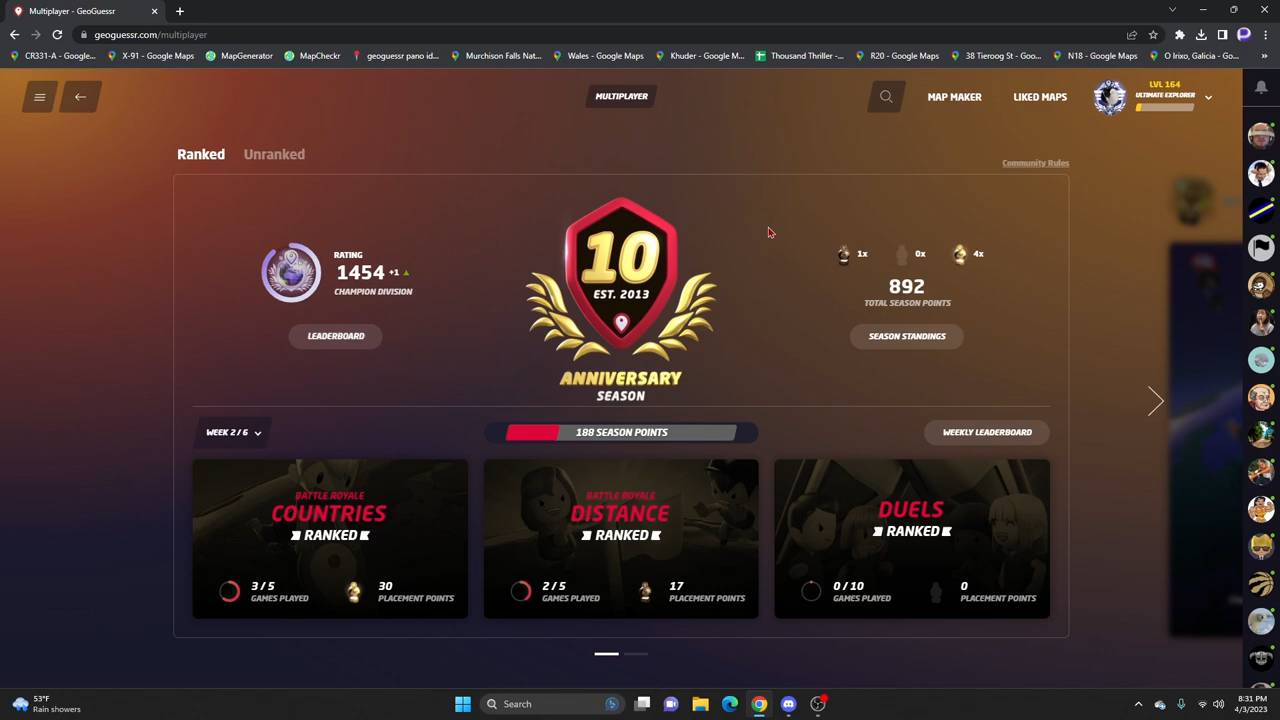 Multiplayer - GeoGuessr
geoguessr.com/multiplayer
CR331-A - Google...
X-91 - Google Maps
MapGenerator
MapCheckr
geoguessr pano id...
Murchison Falls Nat...
Wales - Google Maps
Khuder - Google M...
Thousand Thriller -...
R20 - Google Maps
38 Tieroog St - Goo...
N18 - Google Maps
O Irixo, Galicia - Go...
MULTIPLAYER
MAP MAKER
LIKED MAPS
LVL 164
ULTIMATE EXPLORER
Ranked
Unranked
Community Rules
RATING
1454 +1
CHAMPION DIVISION
LEADERBOARD
10
EST. 2013
ANNIVERSARY
SEASON
1x
0x
4x
892
TOTAL SEASON POINTS
SEASON STANDINGS
WEEK 2 / 6
188 SEASON POINTS
WEEKLY LEADERBOARD
BATTLE ROYALE
COUNTRIES
RANKED
3 / 5
GAMES PLAYED
30
PLACEMENT POINTS
BATTLE ROYALE
DISTANCE
RANKED
2 / 5
GAMES PLAYED
17
PLACEMENT POINTS
DUELS
RANKED
0 / 10
GAMES PLAYED
0
PLACEMENT POINTS
53°F
Rain showers
Search
8:31 PM
4/3/2023